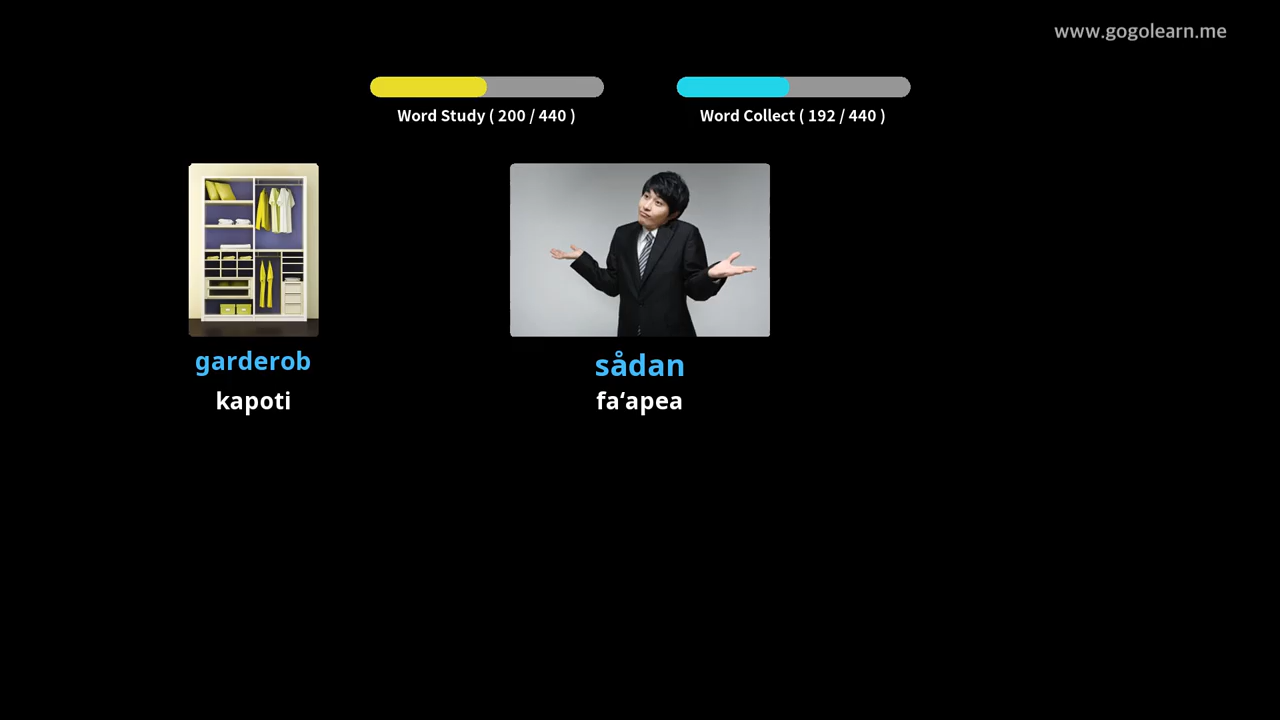 www.gogolearn.me
Word Study ( 200 / 440 )
Word Collect ( 192 / 440 )
garderob
kapoti
sådan
fa‘apea